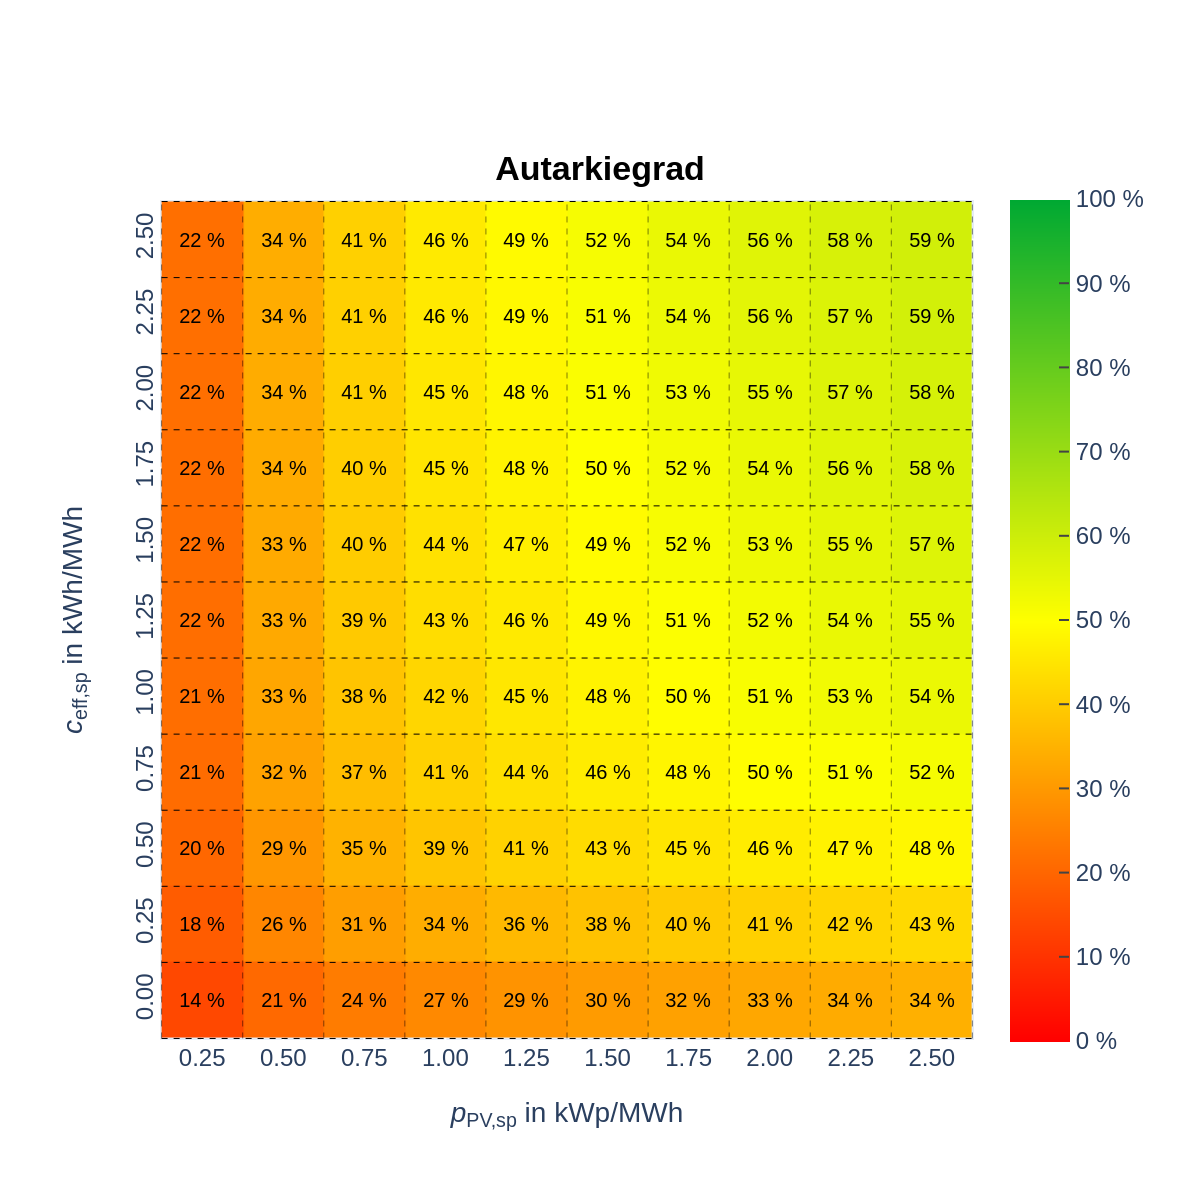 Autarkiegrad
2.50 22 % 34 % 41 % 46 % 49 % 52 % 54 % 56 % 58 % 59 %
2.25 22 % 34 % 41 % 46 % 49 % 51 % 54 % 56 % 57 % 59 %
2.00 22 % 34 % 41 % 45 % 48 % 51 % 53 % 55 % 57 % 58 %
1.75 22 % 34 % 40 % 45 % 48 % 50 % 52 % 54 % 56 % 58 %
1.50 22 % 33 % 40 % 44 % 47 % 49 % 52 % 53 % 55 % 57 %
1.25 22 % 33 % 39 % 43 % 46 % 49 % 51 % 52 % 54 % 55 %
1.00 21 % 33 % 38 % 42 % 45 % 48 % 50 % 51 % 53 % 54 %
0.75 21 % 32 % 37 % 41 % 44 % 46 % 48 % 50 % 51 % 52 %
0.50 20 % 29 % 35 % 39 % 41 % 43 % 45 % 46 % 47 % 48 %
0.25 18 % 26 % 31 % 34 % 36 % 38 % 40 % 41 % 42 % 43 %
0.00 14 % 21 % 24 % 27 % 29 % 30 % 32 % 33 % 34 % 34 %
0.25 0.50 0.75 1.00 1.25 1.50 1.75 2.00 2.25 2.50
p PV,sp in kWp/MWh
c eff,sp in kWh/MWh
100 %
90 %
80 %
70 %
60 %
50 %
40 %
30 %
20 %
10 %
0 %